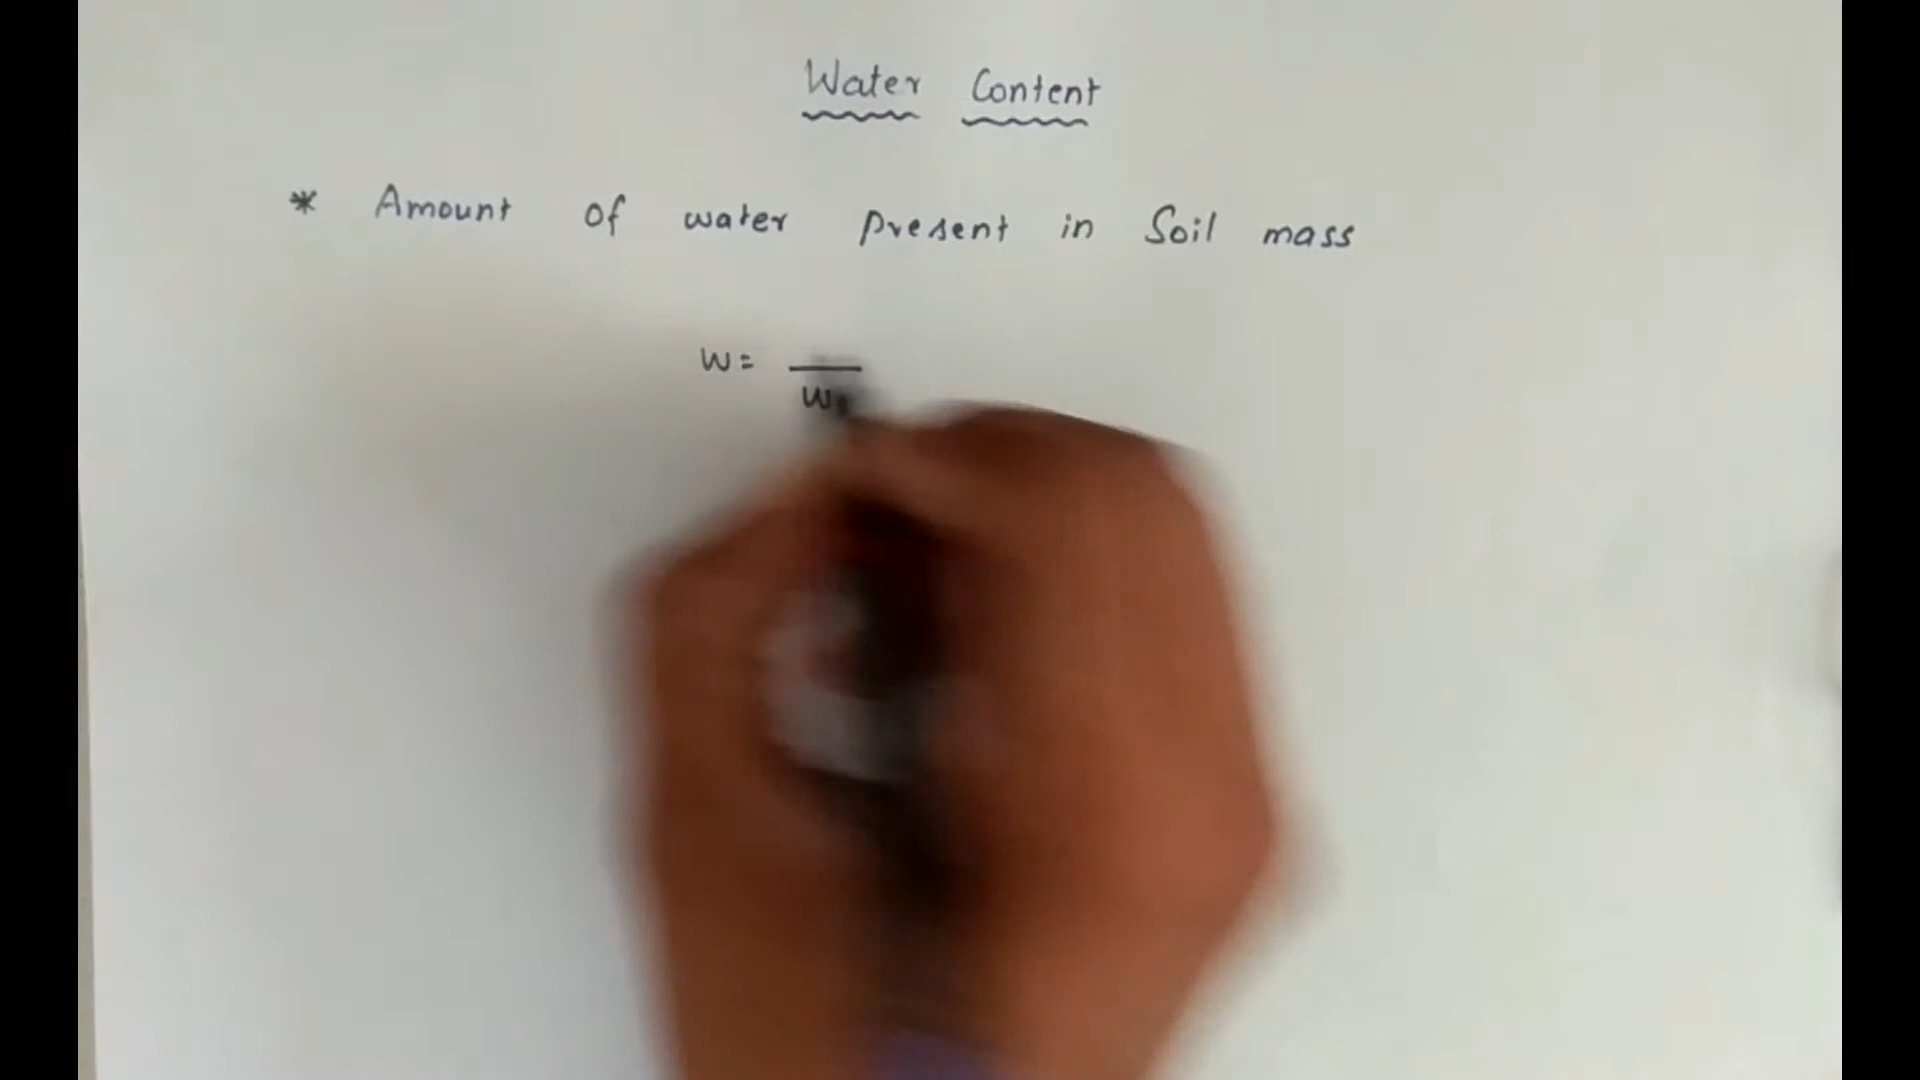 Water Content
* Amount of water present in Soil mass
w =
w